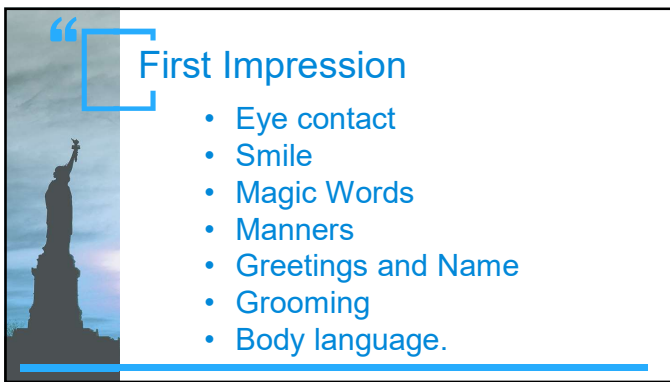 “
First Impression
• Eye contact
• Smile
• Magic Words
• Manners
• Greetings and Name
• Grooming
• Body language.